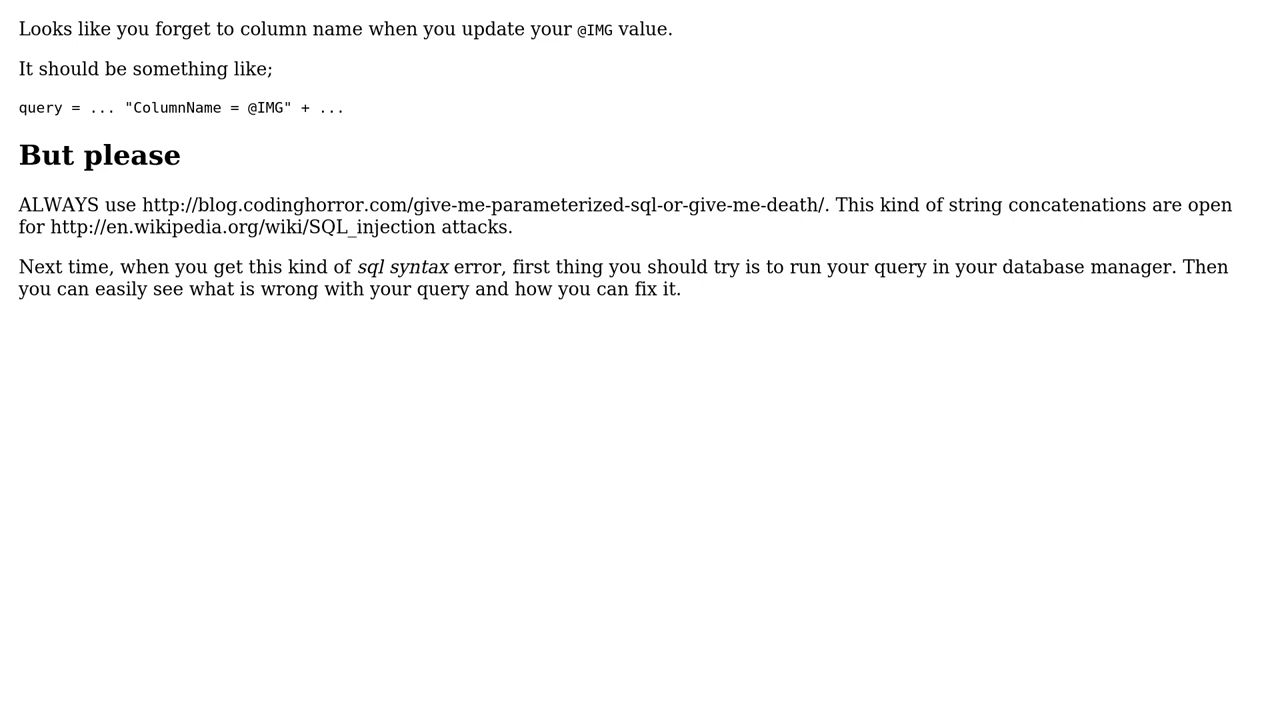 Looks like you forget to column name when you update your @IMG value.
It should be something like;
query = ... "ColumnName = @IMG" + ...
But please
ALWAYS use http://blog.codinghorror.com/give-me-parameterized-sql-or-give-me-death/. This kind of string concatenations are open
for http://en.wikipedia.org/wiki/SQL_injection attacks.
Next time, when you get this kind of sql syntax error, first thing you should try is to run your query in your database manager. Then
you can easily see what is wrong with your query and how you can fix it.